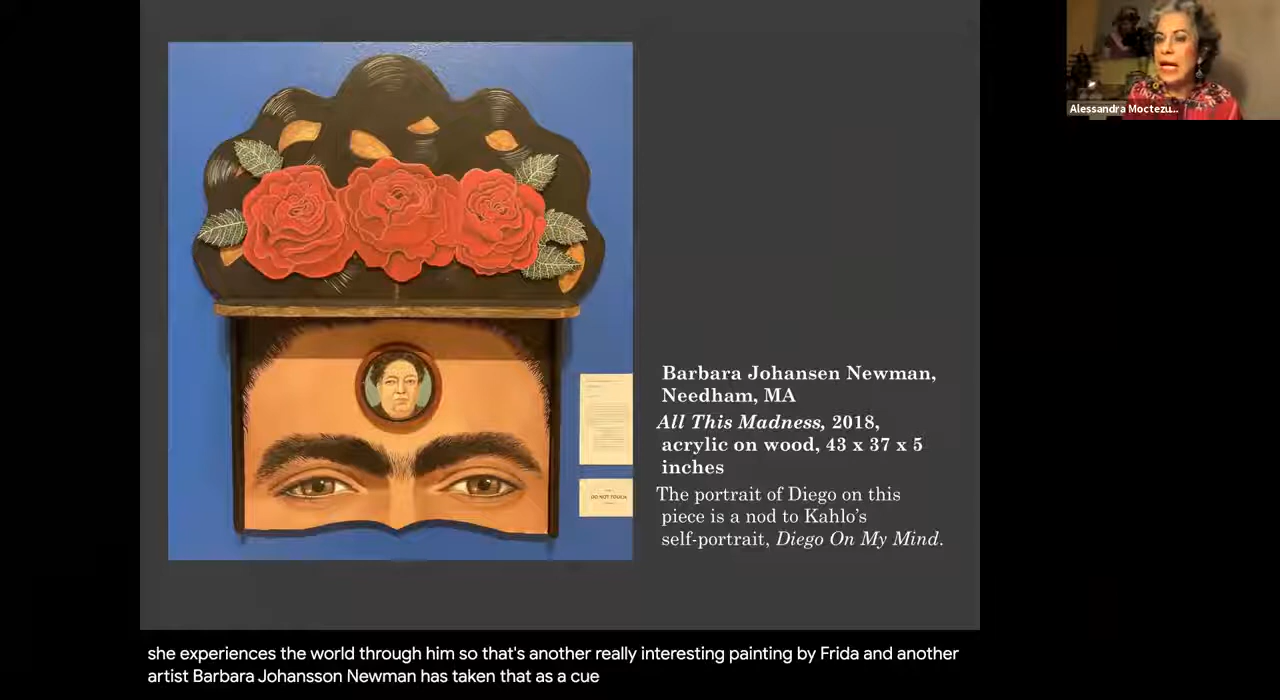 Alessandra Moctezu...
Barbara Johansen Newman,
Needham, MA
All This Madness, 2018,
acrylic on wood, 43 x 37 x 5
inches
The portrait of Diego on this
piece is a nod to Kahlo's
self-portrait, Diego On My Mind.
DO NOT TOUCH
she experiences the world through him so that's another really interesting painting by Frida and another
artist Barbara Johansson Newman has taken that as a cue